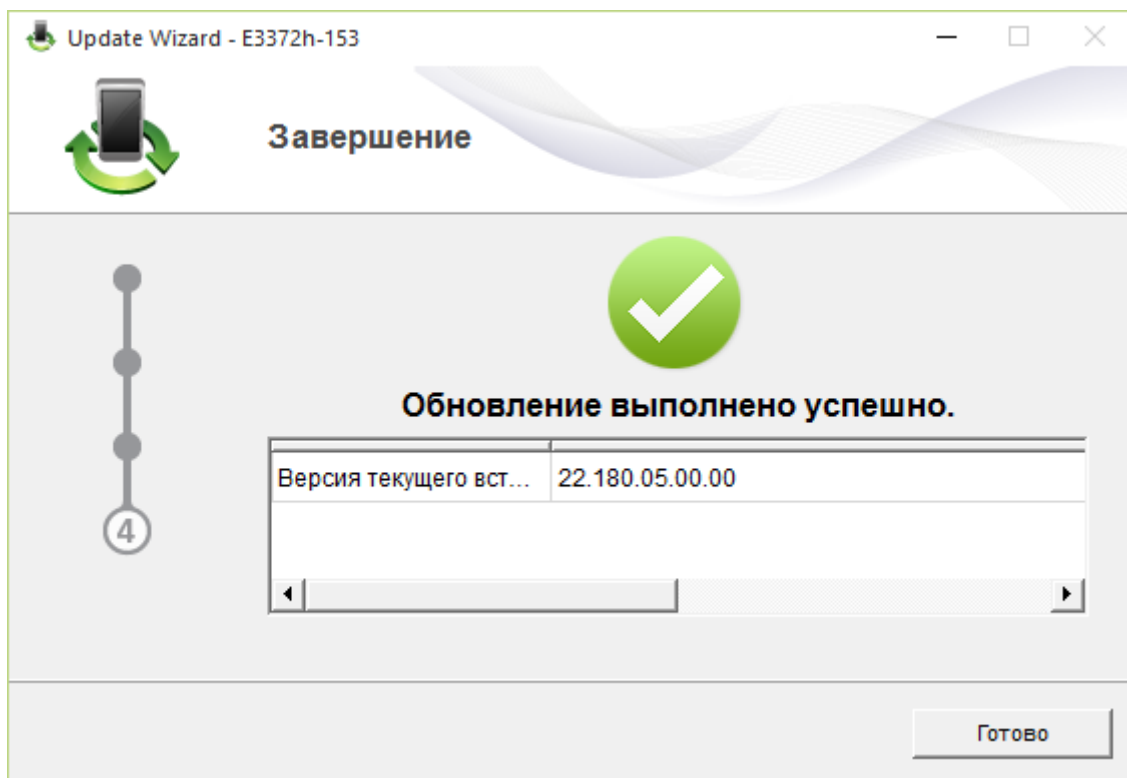 Update Wizard - E3372h-153
Завершение
Обновление выполнено успешно.
Версия текущего вст... 22.180.05.00.00
4
Готово